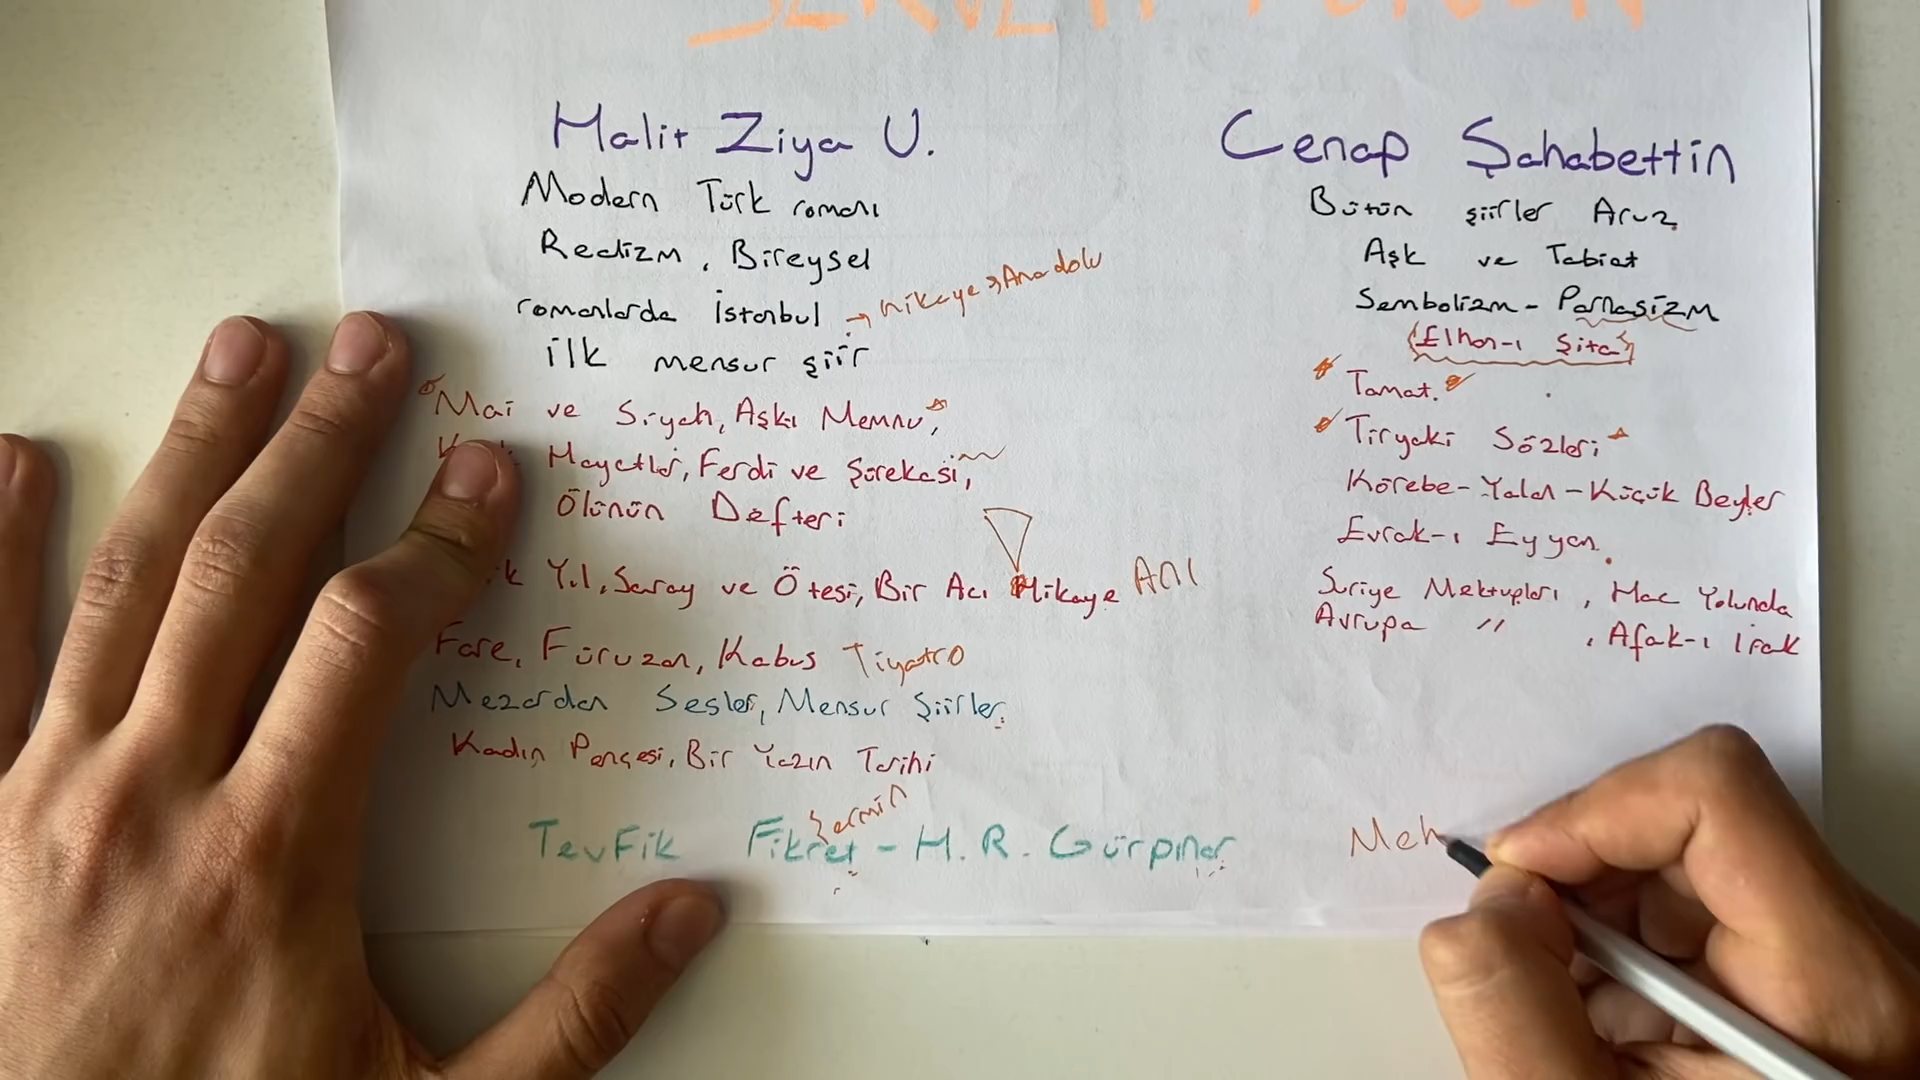 SERVETİ FÜNUN
Halit Ziya U.
Modern Türk romanı
Realizm, Bireysel
romanlarda İstanbul → hikaye → Anadolu
ilk mensur şiir
Mai ve Siyah, Aşkı Memnu,
Hayatlar, Ferdi ve Şürekası,
Ölünün Defteri
Yıl, Saray ve Ötesi, Bir Acı Hikaye Anı
Fare, Füruzan, Kabus Tiyatro
Mezardan Sesler, Mensur Şiirler,
Kadın Pençesi, Bir Yazın Tarihi
Şermin
Tevfik Fikret - H. R. Gürpınar
Cenap Şahabettin
Bütün şiirler Aruz
Aşk ve Tabiat
Sembolizm - Parnasizm
(Elhan-ı Şita)
Tamat.
Tiryaki Sözleri
Körebe - Yalan - Küçük Beyler
Evrak-ı Eyyam.
Suriye Mektupları, Hac Yolunda
Avrupa " , Afak-ı Irak
Meh